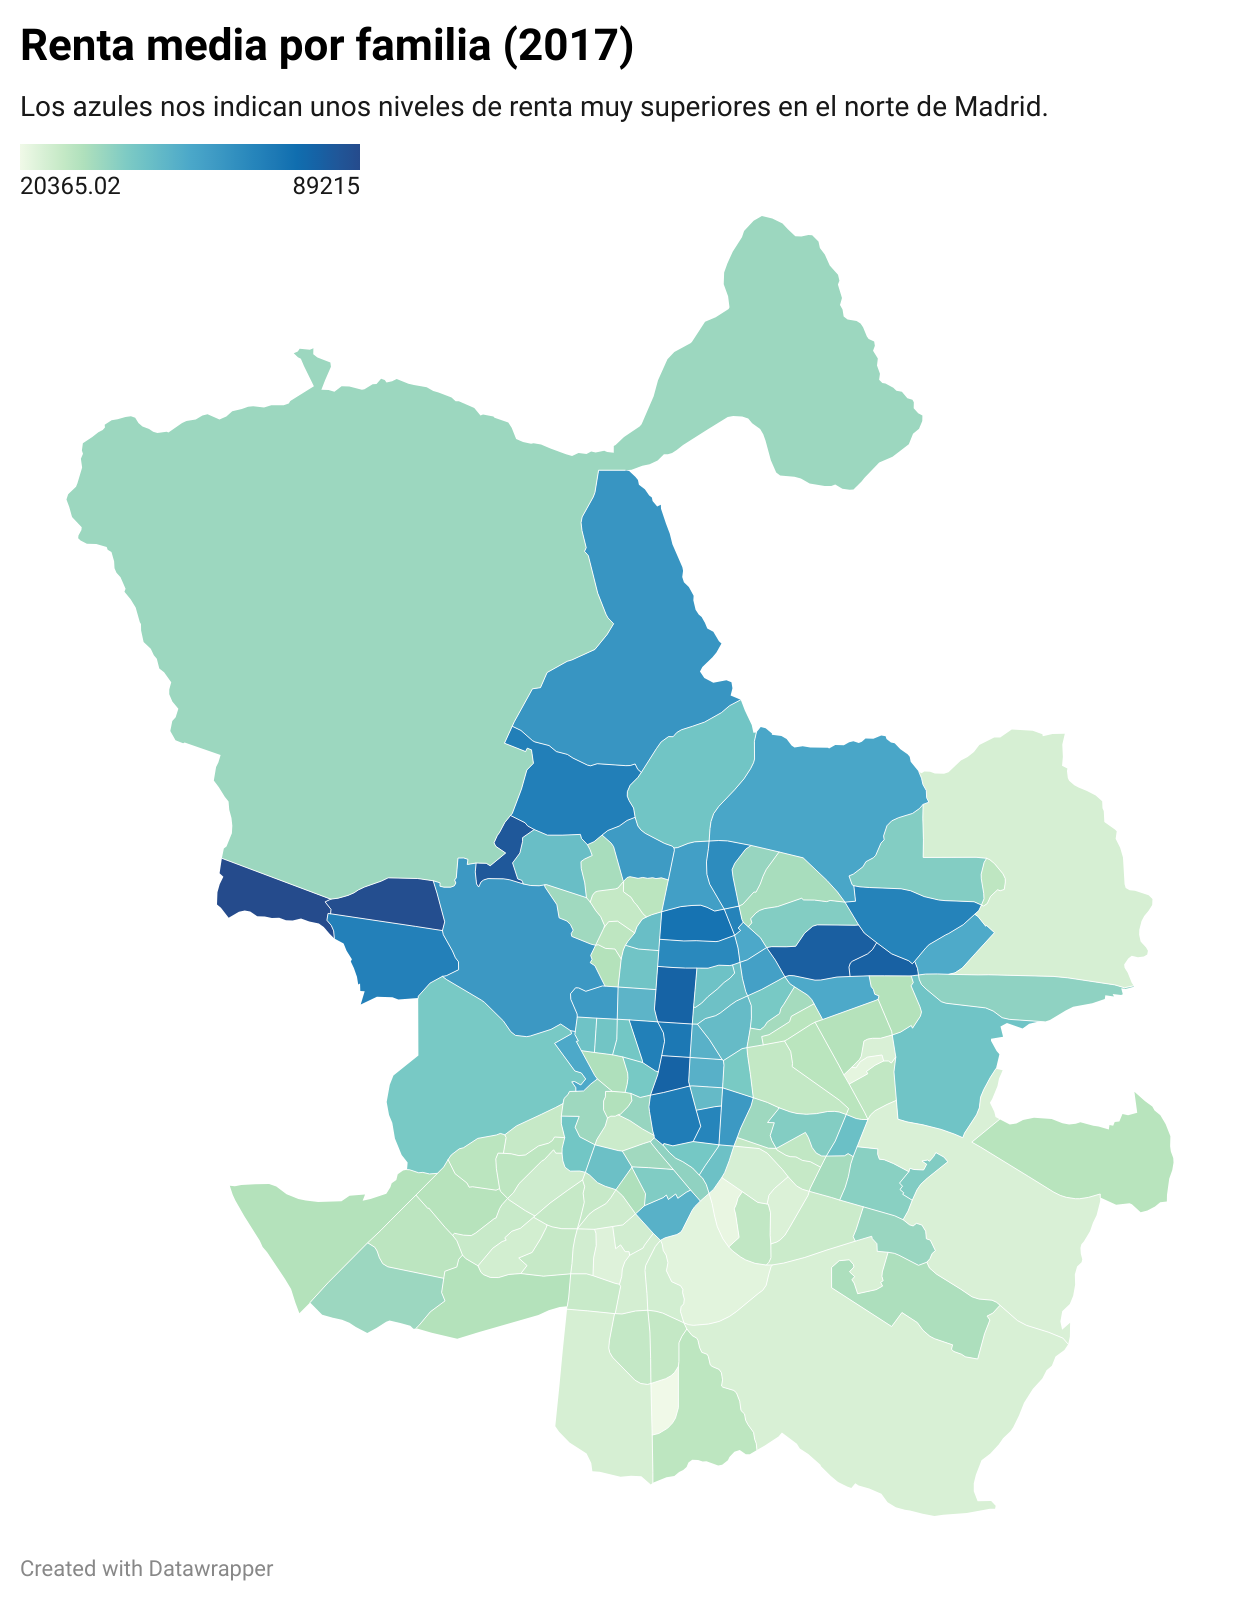 Renta media por familia (2017)
Los azules nos indican unos niveles de renta muy superiores en el norte de Madrid.
20365.02 89215
Created with Datawrapper